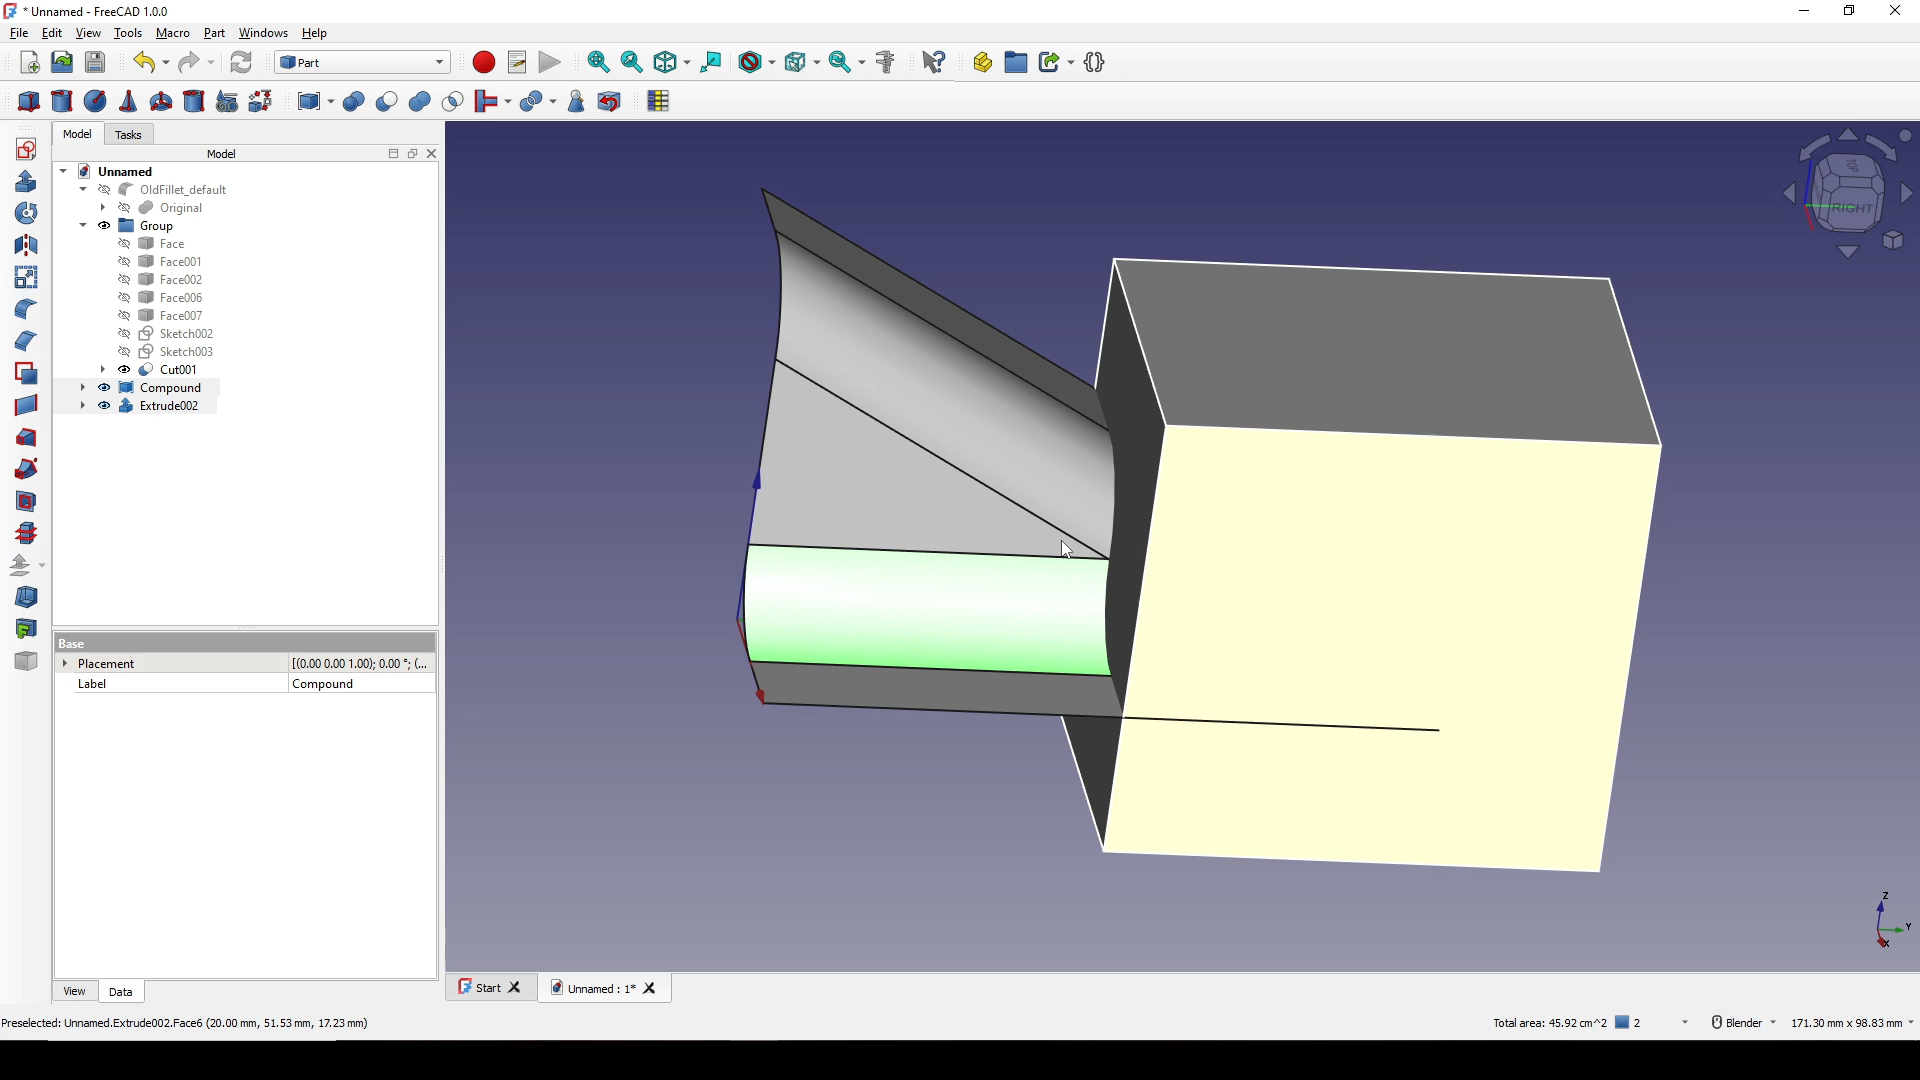 * Unnamed - FreeCAD 1.0.0
File Edit View Tools Macro Part Windows Help
Part
Model Tasks
Model
Unnamed
OldFillet_default
Original
Group
Face
Face001
Face002
Face006
Face007
Sketch002
Sketch003
Cut001
Compound
Extrude002
Base
Placement [(0.00 0.00 1.00); 0.00 °; (...
Label Compound
View Data
TOP
RIGHT
Z
Y
X
Start Unnamed : 1*
Preselected: Unnamed.Extrude002.Face6 (20.00 mm, 51.53 mm, 17.23 mm)
Total area: 45.92 cm^2 2 Blender 171.30 mm x 98.83 mm